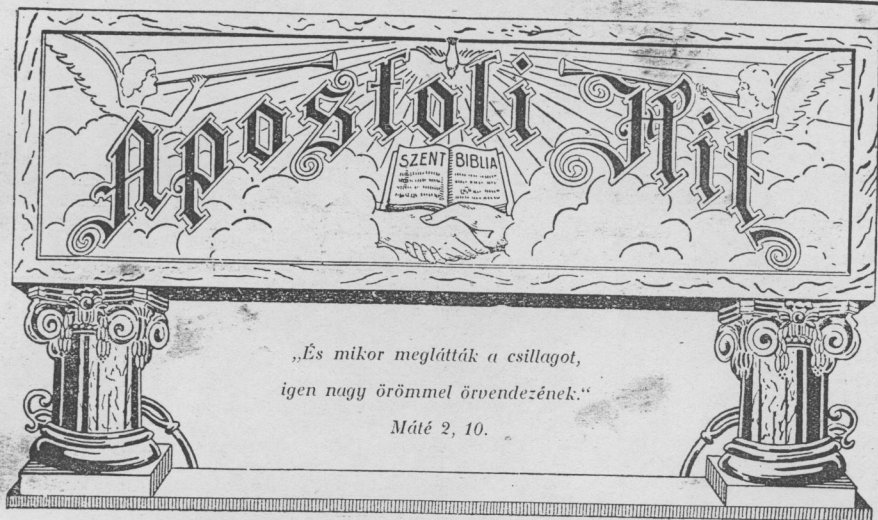 Apostoli Hit
SZENT BIBLIA
„És mikor meglátták a csillagot,
igen nagy örömmel örvendezének.“
Máté 2, 10.